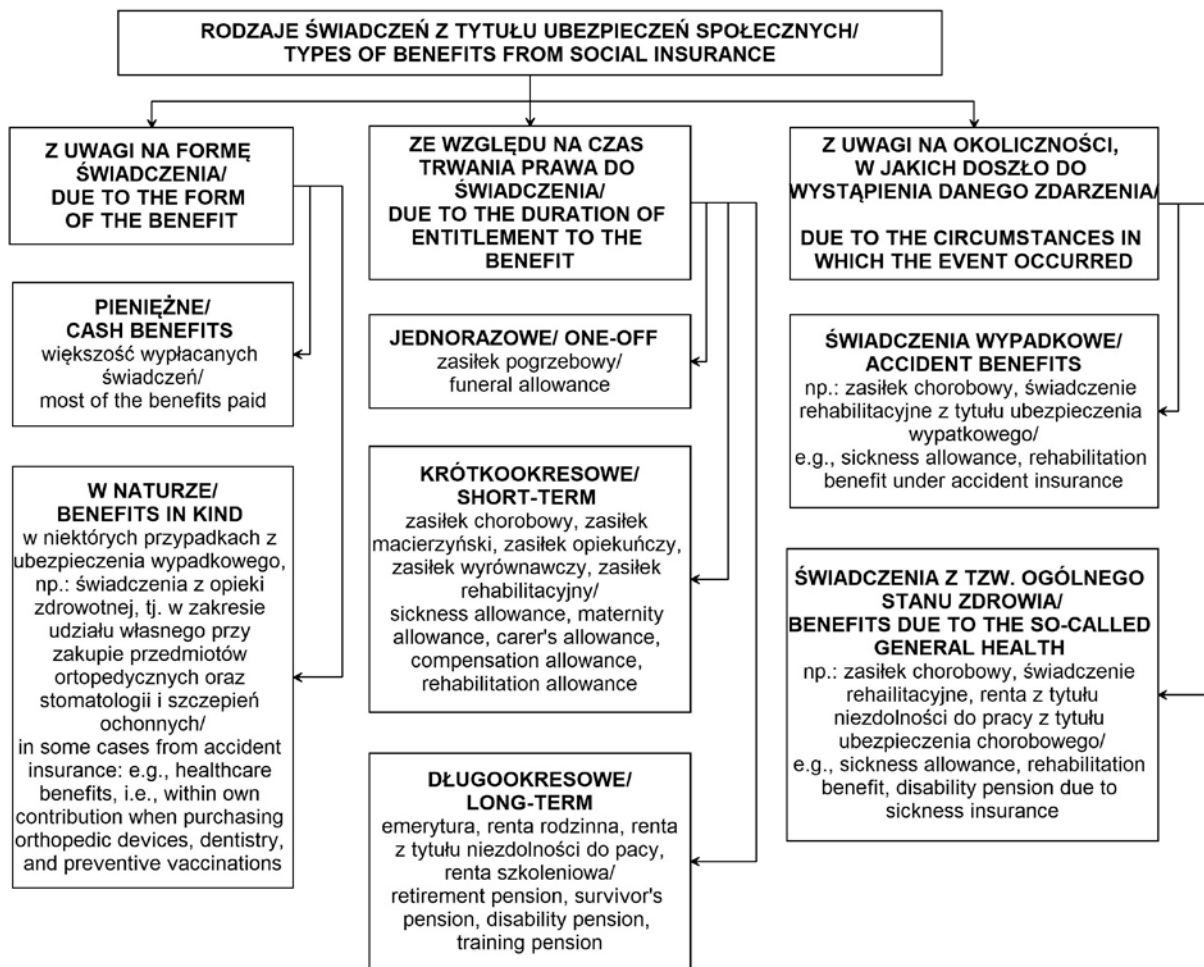 RODZAJE ŚWIADCZEŃ Z TYTUŁU UBEZPIECZEŃ SPOŁECZNYCH/
TYPES OF BENEFITS FROM SOCIAL INSURANCE
Z UWAGI NA FORMĘ
ŚWIADCZENIA/
DUE TO THE FORM
OF THE BENEFIT
PIENIĘŻNE/
CASH BENEFITS
większość wypłacanych
świadczeń/
most of the benefits paid
W NATURZE/
BENEFITS IN KIND
w niektórych przypadkach z
ubezpieczenia wypadkowego,
np.: świadczenia z opieki
zdrowotnej, tj. w zakresie
udziału własnego przy
zakupie przedmiotów
ortopedycznych oraz
stomatologii i szczepień
ochonnych/
in some cases from accident
insurance: e.g., healthcare
benefits, i.e., within own
contribution when purchasing
orthopedic devices, dentistry,
and preventive vaccinations
ZE WZGLĘDU NA CZAS
TRWANIA PRAWA DO
ŚWIADCZENIA/
DUE TO THE DURATION OF
ENTITLEMENT TO THE
BENEFIT
JEDNORAZOWE/ ONE-OFF
zasiłek pogrzebowy/
funeral allowance
KRÓTKOOKRESOWE/
SHORT-TERM
zasiłek chorobowy, zasiłek
macierzyński, zasiłek opiekuńczy,
zasiłek wyrównawczy, zasiłek
rehabilitacyjny/
sickness allowance, maternity
allowance, carer's allowance,
compensation allowance,
rehabilitation allowance
DŁUGOOKRESOWE/
LONG-TERM
emerytura, renta rodzinna, renta
z tytułu niezdolności do pacy,
renta szkoleniowa/
retirement pension, survivor's
pension, disability pension,
training pension
Z UWAGI NA OKOLICZNOŚCI,
W JAKICH DOSZŁO DO
WYSTĄPIENIA DANEGO ZDARZENIA/
DUE TO THE CIRCUMSTANCES IN
WHICH THE EVENT OCCURRED
ŚWIADCZENIA WYPADKOWE/
ACCIDENT BENEFITS
np.: zasiłek chorobowy, świadczenie
rehabilitacyjne z tytułu ubezpieczenia
wypatkowego/
e.g., sickness allowance, rehabilitation
benefit under accident insurance
ŚWIADCZENIA Z TZW. OGÓLNEGO
STANU ZDROWIA/
BENEFITS DUE TO THE SO-CALLED
GENERAL HEALTH
np.: zasiłek chorobowy, świadczenie
rehailitacyjne, renta z tytułu
niezdolności do pracy z tytułu
ubezpieczenia chorobowego/
e.g., sickness allowance, rehabilitation
benefit, disability pension due to
sickness insurance